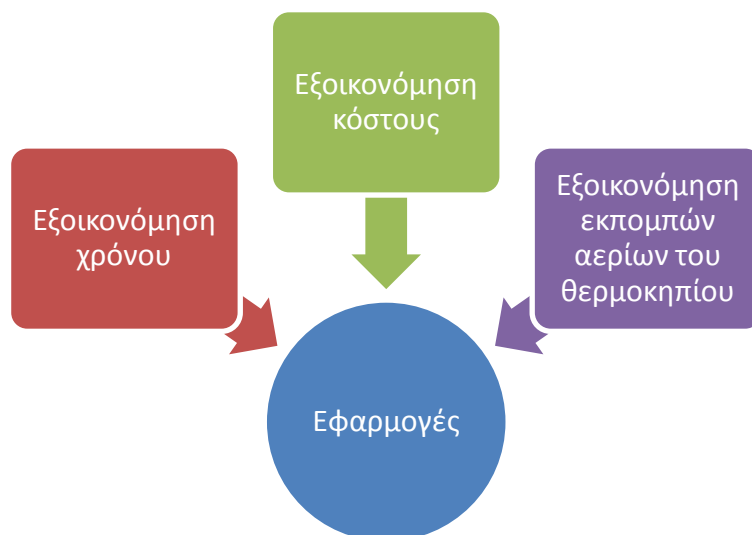 Εξοικονόμηση
κόστους
Εξοικονόμηση
χρόνου
Εξοικονόμηση
εκπομπών
αερίων του
θερμοκηπίου
Εφαρμογές